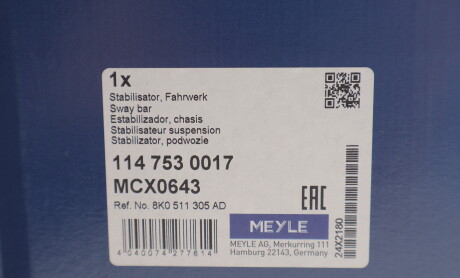 1x
Stabilisator, Fahrwerk
Sway bar
Estabilizador, chasis
Stabilisateur suspension
Stabilizator, podwozie
114 753 0017
MCX0643
Ref. No. 8K0 511 305 AD
EAC
MEYLE
MEYLE AG, Merkurring 111
Hamburg 22143, Germany
4 040074 277614
24X2180